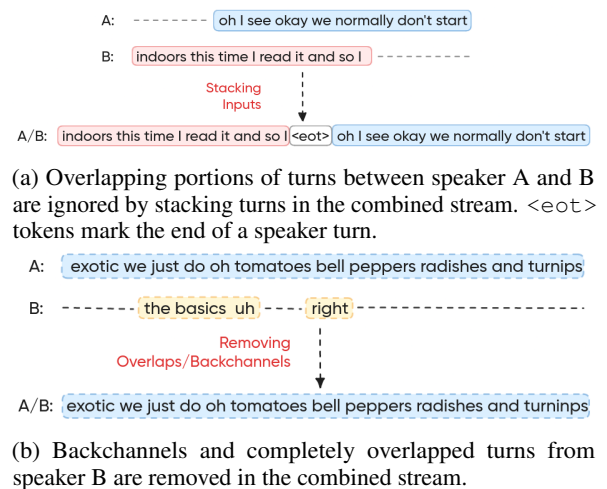 A: oh I see okay we normally don't start
B: indoors this time I read it and so I
Stacking
Inputs
A/B: indoors this time I read it and so I <eot> oh I see okay we normally don't start
(a) Overlapping portions of turns between speaker A and B
are ignored by stacking turns in the combined stream. <eot>
tokens mark the end of a speaker turn.
A: exotic we just do oh tomatoes bell peppers radishes and turnips
B: the basics uh right
Removing
Overlaps/Backchannels
A/B: exotic we just do oh tomatoes bell peppers radishes and turninps
(b) Backchannels and completely overlapped turns from
speaker B are removed in the combined stream.